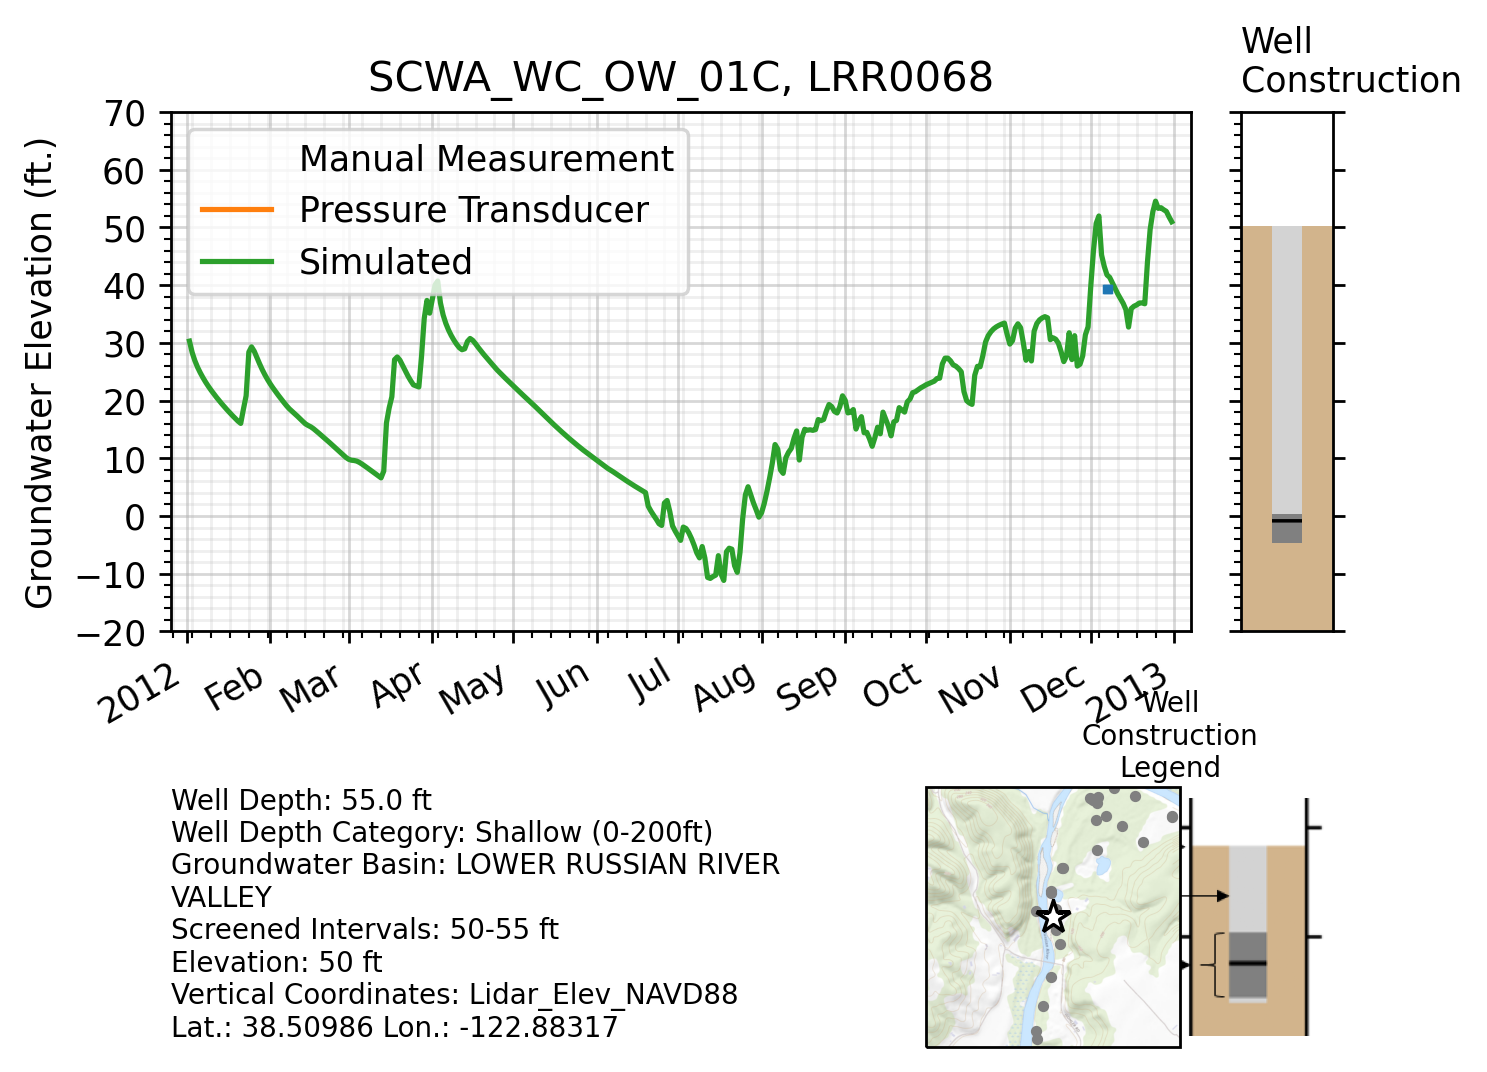 Well
Construction
SCWA_WC_OW_01C, LRR0068
Groundwater Elevation (ft.)
70
60
50
40
30
20
10
0
−10
−20
Manual Measurement
Pressure Transducer
Simulated
2012
Feb
Mar
Apr
May
Jun
Jul
Aug
Sep
Oct
Nov
Dec
2013
Well
Construction
Legend
Well Depth: 55.0 ft
Well Depth Category: Shallow (0-200ft)
Groundwater Basin: LOWER RUSSIAN RIVER
VALLEY
Screened Intervals: 50-55 ft
Elevation: 50 ft
Vertical Coordinates: Lidar_Elev_NAVD88
Lat.: 38.50986 Lon.: -122.88317